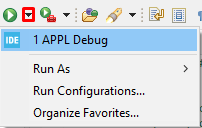 IDE 1 APPL Debug
Run As
Run Configurations...
Organize Favorites...